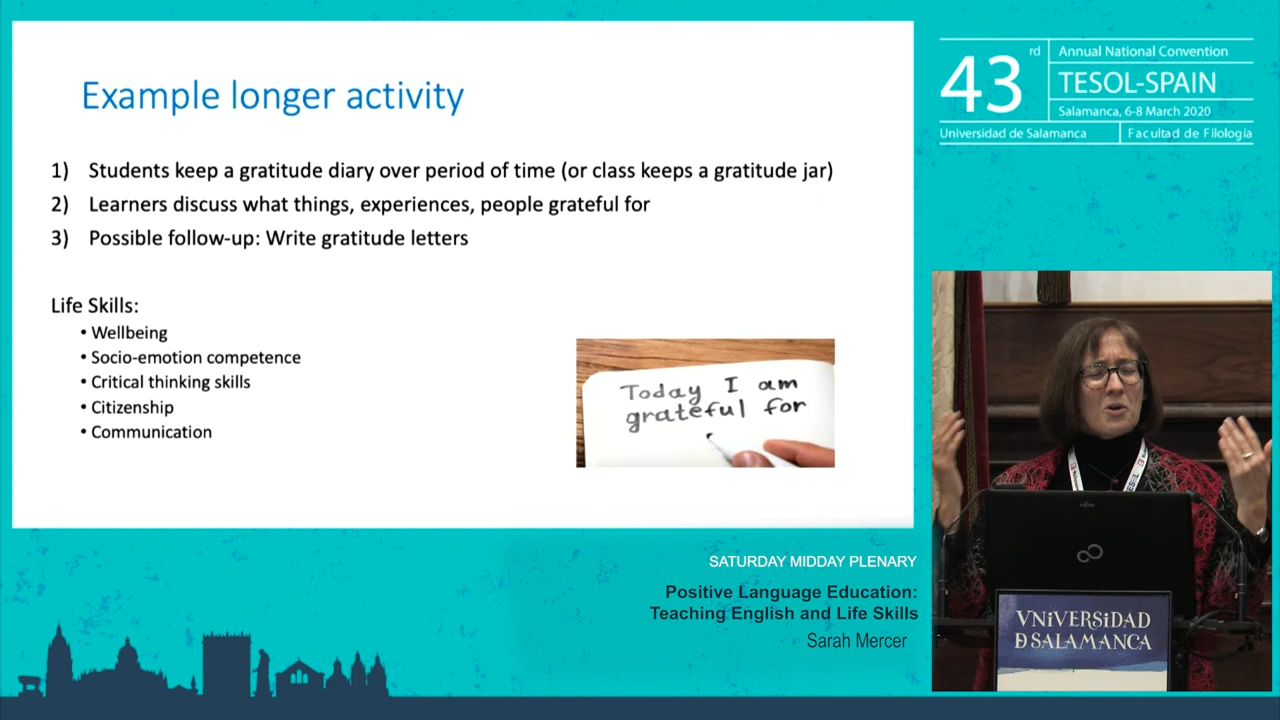 Example longer activity
1) Students keep a gratitude diary over period of time (or class keeps a gratitude jar)
2) Learners discuss what things, experiences, people grateful for
3) Possible follow-up: Write gratitude letters
Life Skills:
• Wellbeing
• Socio-emotion competence
• Critical thinking skills
• Citizenship
• Communication
Today I am
grateful for
43rd
Annual National Convention
TESOL-SPAIN
Salamanca, 6-8 March 2020
Universidad de Salamanca
Facultad de Filología
FUJITSU
VNiVERSiDAD
Ð SALAMANCA
SATURDAY MIDDAY PLENARY
Positive Language Education:
Teaching English and Life Skills
Sarah Mercer